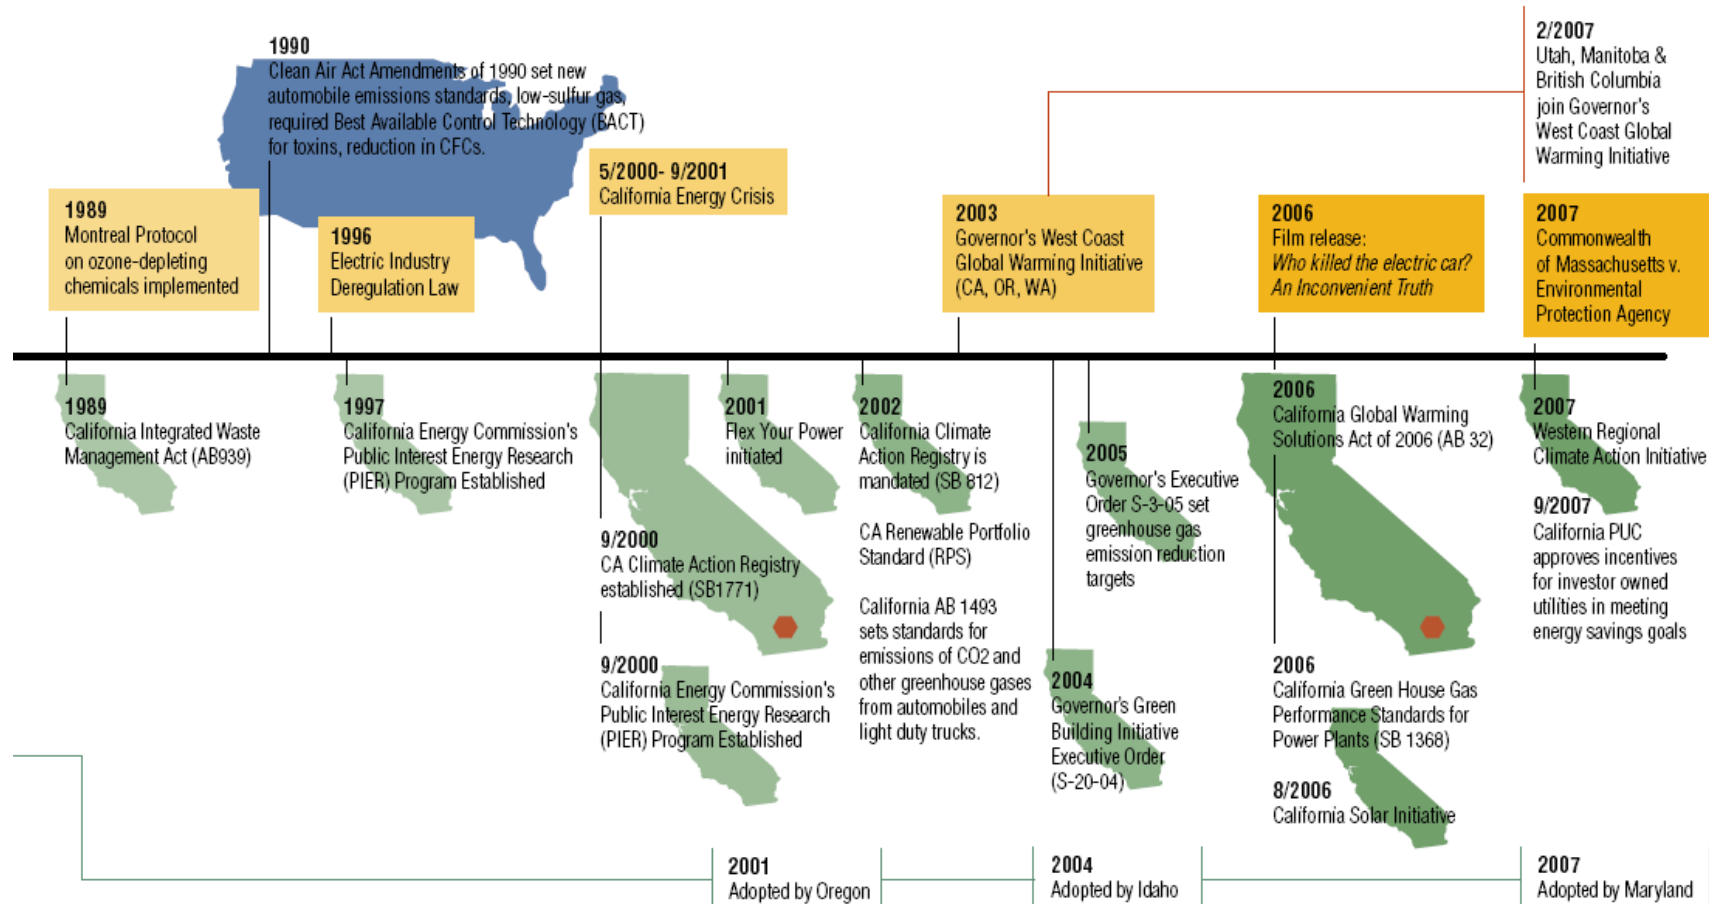 1990
Clean Air Act Amendments of 1990 set new
automobile emissions standards, low-sulfur gas,
required Best Available Control Technology (BACT)
for toxins, reduction in CFCs.
2/2007
Utah, Manitoba &
British Columbia
join Governor's
West Coast Global
Warming Initiative
1989
Montreal Protocol
on ozone-depleting
chemicals implemented
1996
Electric Industry
Deregulation Law
5/2000- 9/2001
California Energy Crisis
2003
Governor's West Coast
Global Warming Initiative
(CA, OR, WA)
2006
Film release:
Who killed the electric car?
An Inconvenient Truth
2007
Commonwealth
of Massachusetts v.
Environmental
Protection Agency
1989
California Integrated Waste
Management Act (AB939)
1997
California Energy Commission's
Public Interest Energy Research
(PIER) Program Established
9/2000
CA Climate Action Registry
established (SB1771)
9/2000
California Energy Commission's
Public Interest Energy Research
(PIER) Program Established
2001
Flex Your Power
initiated
2002
California Climate
Action Registry is
mandated (SB 812)
CA Renewable Portfolio
Standard (RPS)
California AB 1493
sets standards for
emissions of CO2 and
other greenhouse gases
from automobiles and
light duty trucks.
2004
Governor's Green
Building Initiative
Executive Order
(S-20-04)
2005
Governor's Executive
Order S-3-05 set
greenhouse gas
emission reduction
targets
2006
California Global Warming
Solutions Act of 2006 (AB 32)
2006
California Green House Gas
Performance Standards for
Power Plants (SB 1368)
8/2006
California Solar Initiative
2007
Western Regional
Climate Action Initiative
9/2007
California PUC
approves incentives
for investor owned
utilities in meeting
energy savings goals
2001
Adopted by Oregon
2004
Adopted by Idaho
2007
Adopted by Maryland